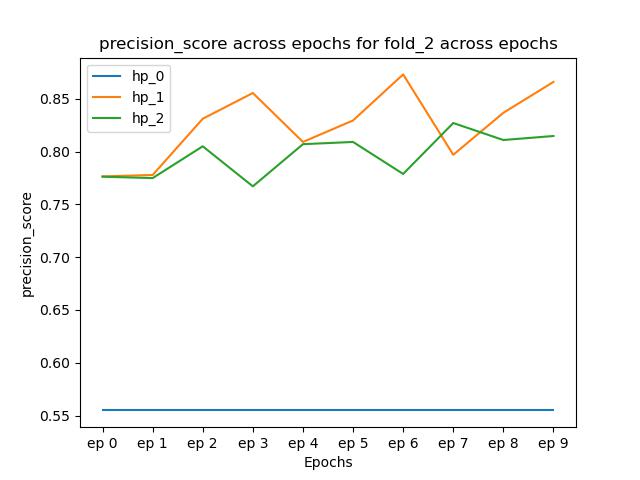 precision_score across epochs for fold_2 across epochs
hp_0
hp_1
hp_2
0.85
0.80
0.75
0.70
0.65
0.60
0.55
precision_score
ep 0 ep 1 ep 2 ep 3 ep 4 ep 5 ep 6 ep 7 ep 8 ep 9
Epochs